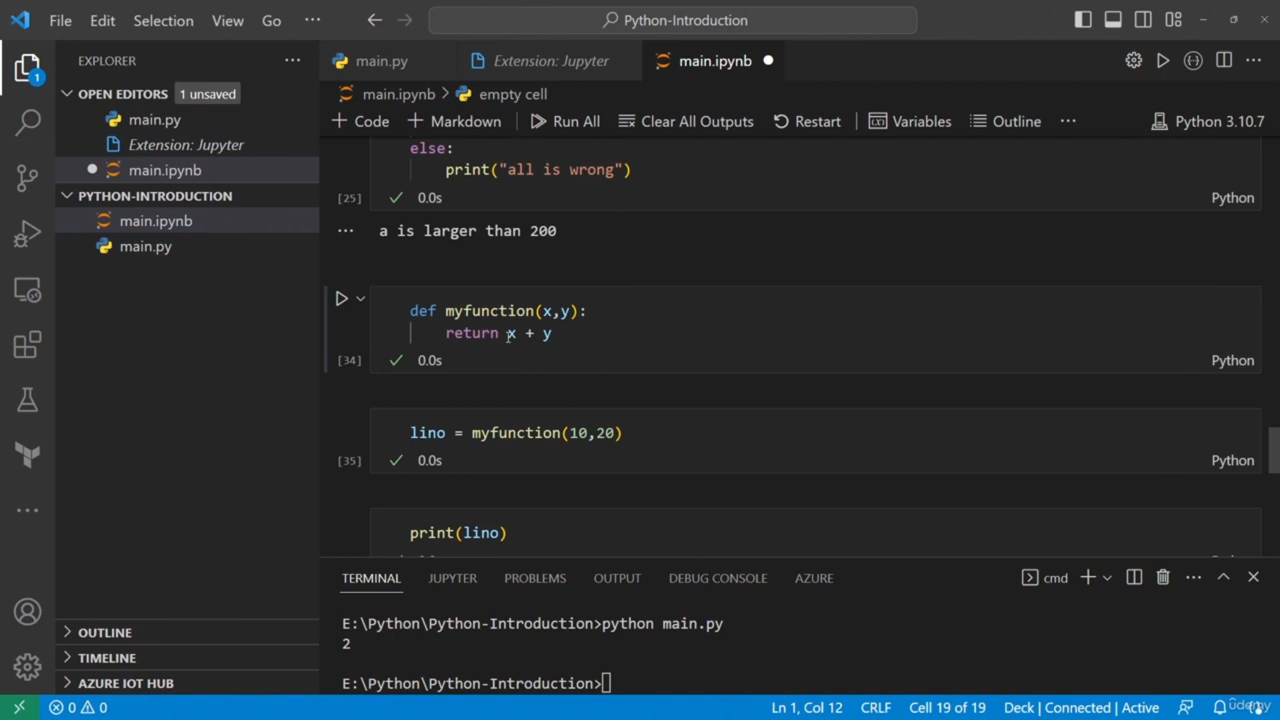 File Edit Selection View Go ···
Python-Introduction
EXPLORER ···
OPEN EDITORS 1 unsaved
main.py
Extension: Jupyter
main.ipynb
PYTHON-INTRODUCTION
main.ipynb
main.py
OUTLINE
TIMELINE
AZURE IOT HUB
1
main.py Extension: Jupyter main.ipynb
main.ipynb > empty cell
+ Code + Markdown Run All Clear All Outputs Restart Variables Outline ··· Python 3.10.7
else:
print("all is wrong")
[25] ✓ 0.0s Python
··· a is larger than 200
def myfunction(x,y):
return x + y
[34] ✓ 0.0s Python
lino = myfunction(10,20)
[35] ✓ 0.0s Python
print(lino)
TERMINAL JUPYTER PROBLEMS OUTPUT DEBUG CONSOLE AZURE cmd
E:\Python\Python-Introduction>python main.py
2
E:\Python\Python-Introduction>
0 0 Ln 1, Col 12 CRLF Cell 19 of 19 Deck | Connected | Active
udemy